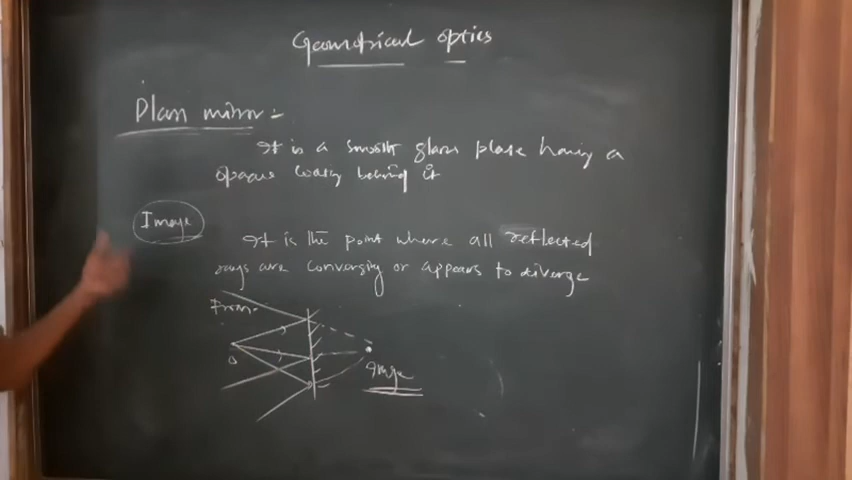 Geometrical optics
Plan mirror :-
It is a smooth glass plate having a
opaque coating behind it
Image
It is the point where all reflected
rays are converging or appears to diverge
from.
O
Image